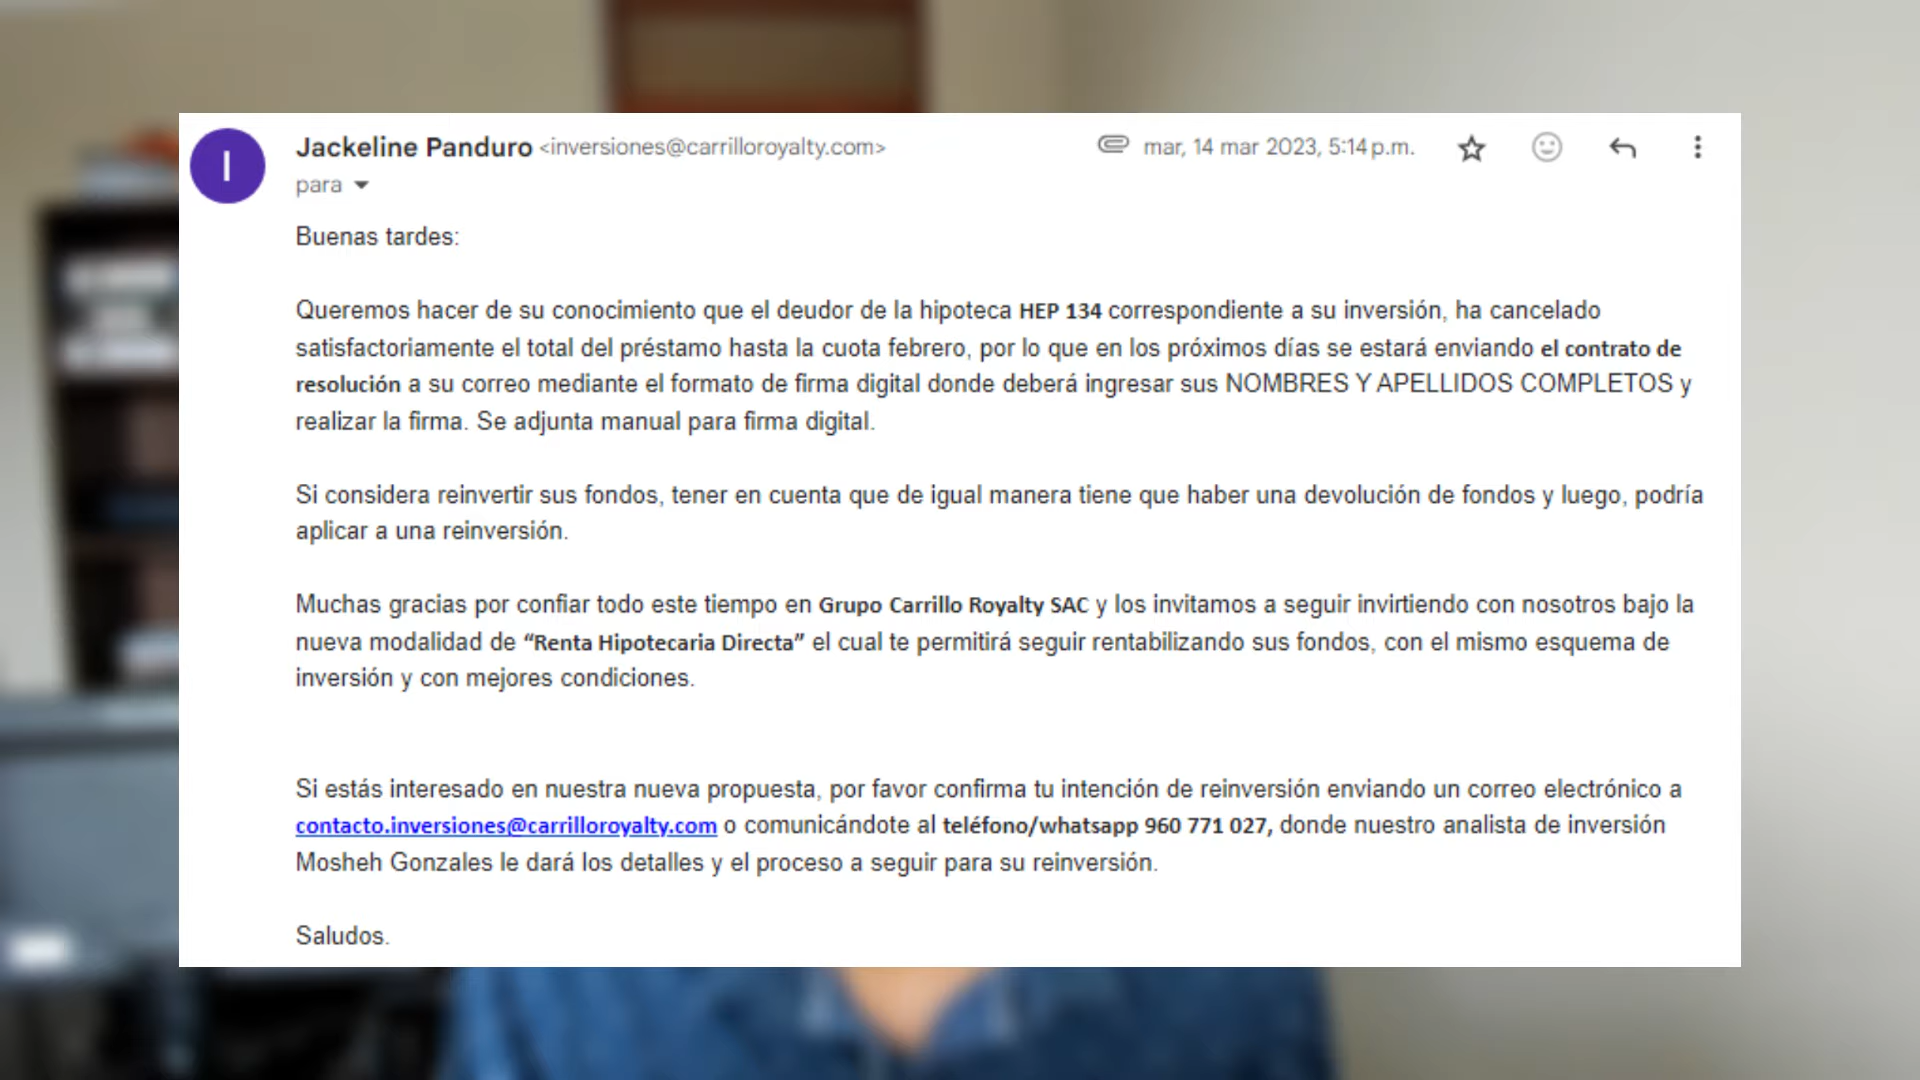 I
Jackeline Panduro <inversiones@carrilloroyalty.com>
mar, 14 mar 2023, 5:14 p.m.
para
Buenas tardes:
Queremos hacer de su conocimiento que el deudor de la hipoteca HEP 134 correspondiente a su inversión, ha cancelado
satisfactoriamente el total del préstamo hasta la cuota febrero, por lo que en los próximos días se estará enviando el contrato de
resolución a su correo mediante el formato de firma digital donde deberá ingresar sus NOMBRES Y APELLIDOS COMPLETOS y
realizar la firma. Se adjunta manual para firma digital.
Si considera reinvertir sus fondos, tener en cuenta que de igual manera tiene que haber una devolución de fondos y luego, podría
aplicar a una reinversión.
Muchas gracias por confiar todo este tiempo en Grupo Carrillo Royalty SAC y los invitamos a seguir invirtiendo con nosotros bajo la
nueva modalidad de “Renta Hipotecaria Directa” el cual te permitirá seguir rentabilizando sus fondos, con el mismo esquema de
inversión y con mejores condiciones.
Si estás interesado en nuestra nueva propuesta, por favor confirma tu intención de reinversión enviando un correo electrónico a
contacto.inversiones@carrilloroyalty.com o comunicándote al teléfono/whatsapp 960 771 027, donde nuestro analista de inversión
Mosheh Gonzales le dará los detalles y el proceso a seguir para su reinversión.
Saludos.